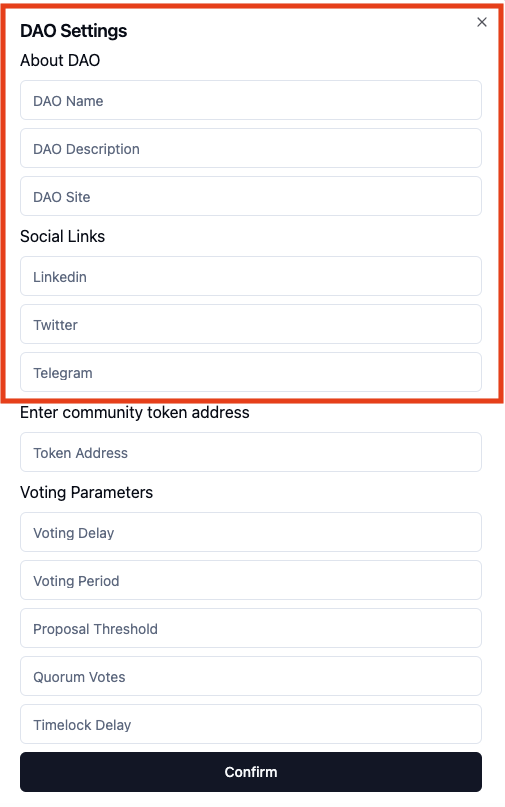 DAO Settings
About DAO
DAO Name
DAO Description
DAO Site
Social Links
Linkedin
Twitter
Telegram
Enter community token address
Token Address
Voting Parameters
Voting Delay
Voting Period
Proposal Threshold
Quorum Votes
Timelock Delay
Confirm